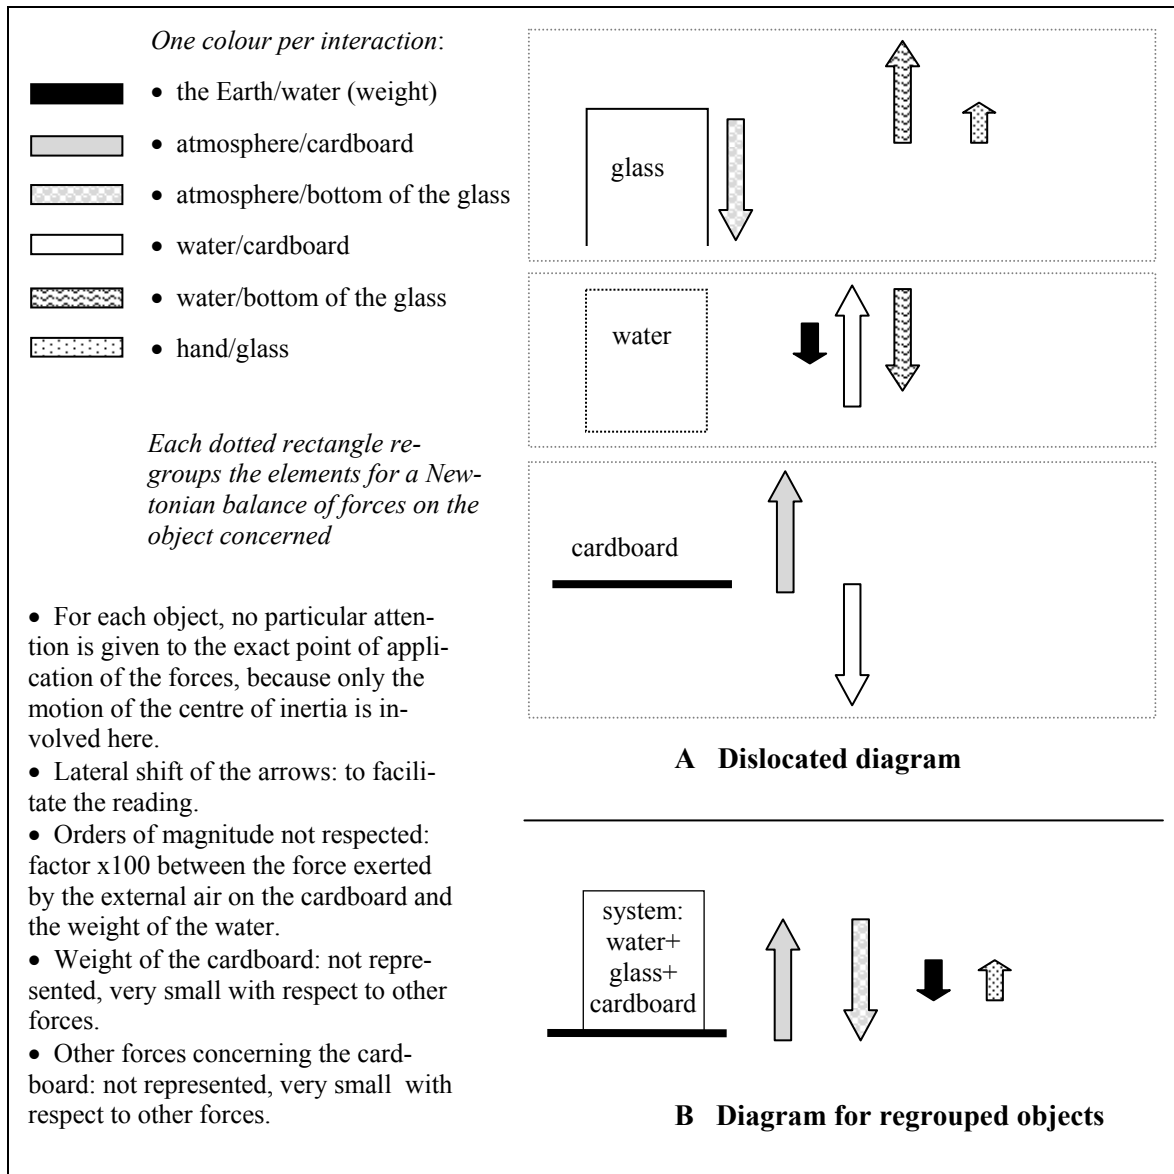 One colour per interaction:
• the Earth/water (weight)
• atmosphere/cardboard
• atmosphere/bottom of the glass
• water/cardboard
• water/bottom of the glass
• hand/glass
Each dotted rectangle re-
groups the elements for a New-
tonian balance of forces on the
object concerned
• For each object, no particular atten-
tion is given to the exact point of appli-
cation of the forces, because only the
motion of the centre of inertia is in-
volved here.
• Lateral shift of the arrows: to facili-
tate the reading.
• Orders of magnitude not respected:
factor x100 between the force exerted
by the external air on the cardboard and
the weight of the water.
• Weight of the cardboard: not repre-
sented, very small with respect to other
forces.
• Other forces concerning the card-
board: not represented, very small with
respect to other forces.
glass
water
cardboard
A Dislocated diagram
system:
water+
glass+
cardboard
B Diagram for regrouped objects